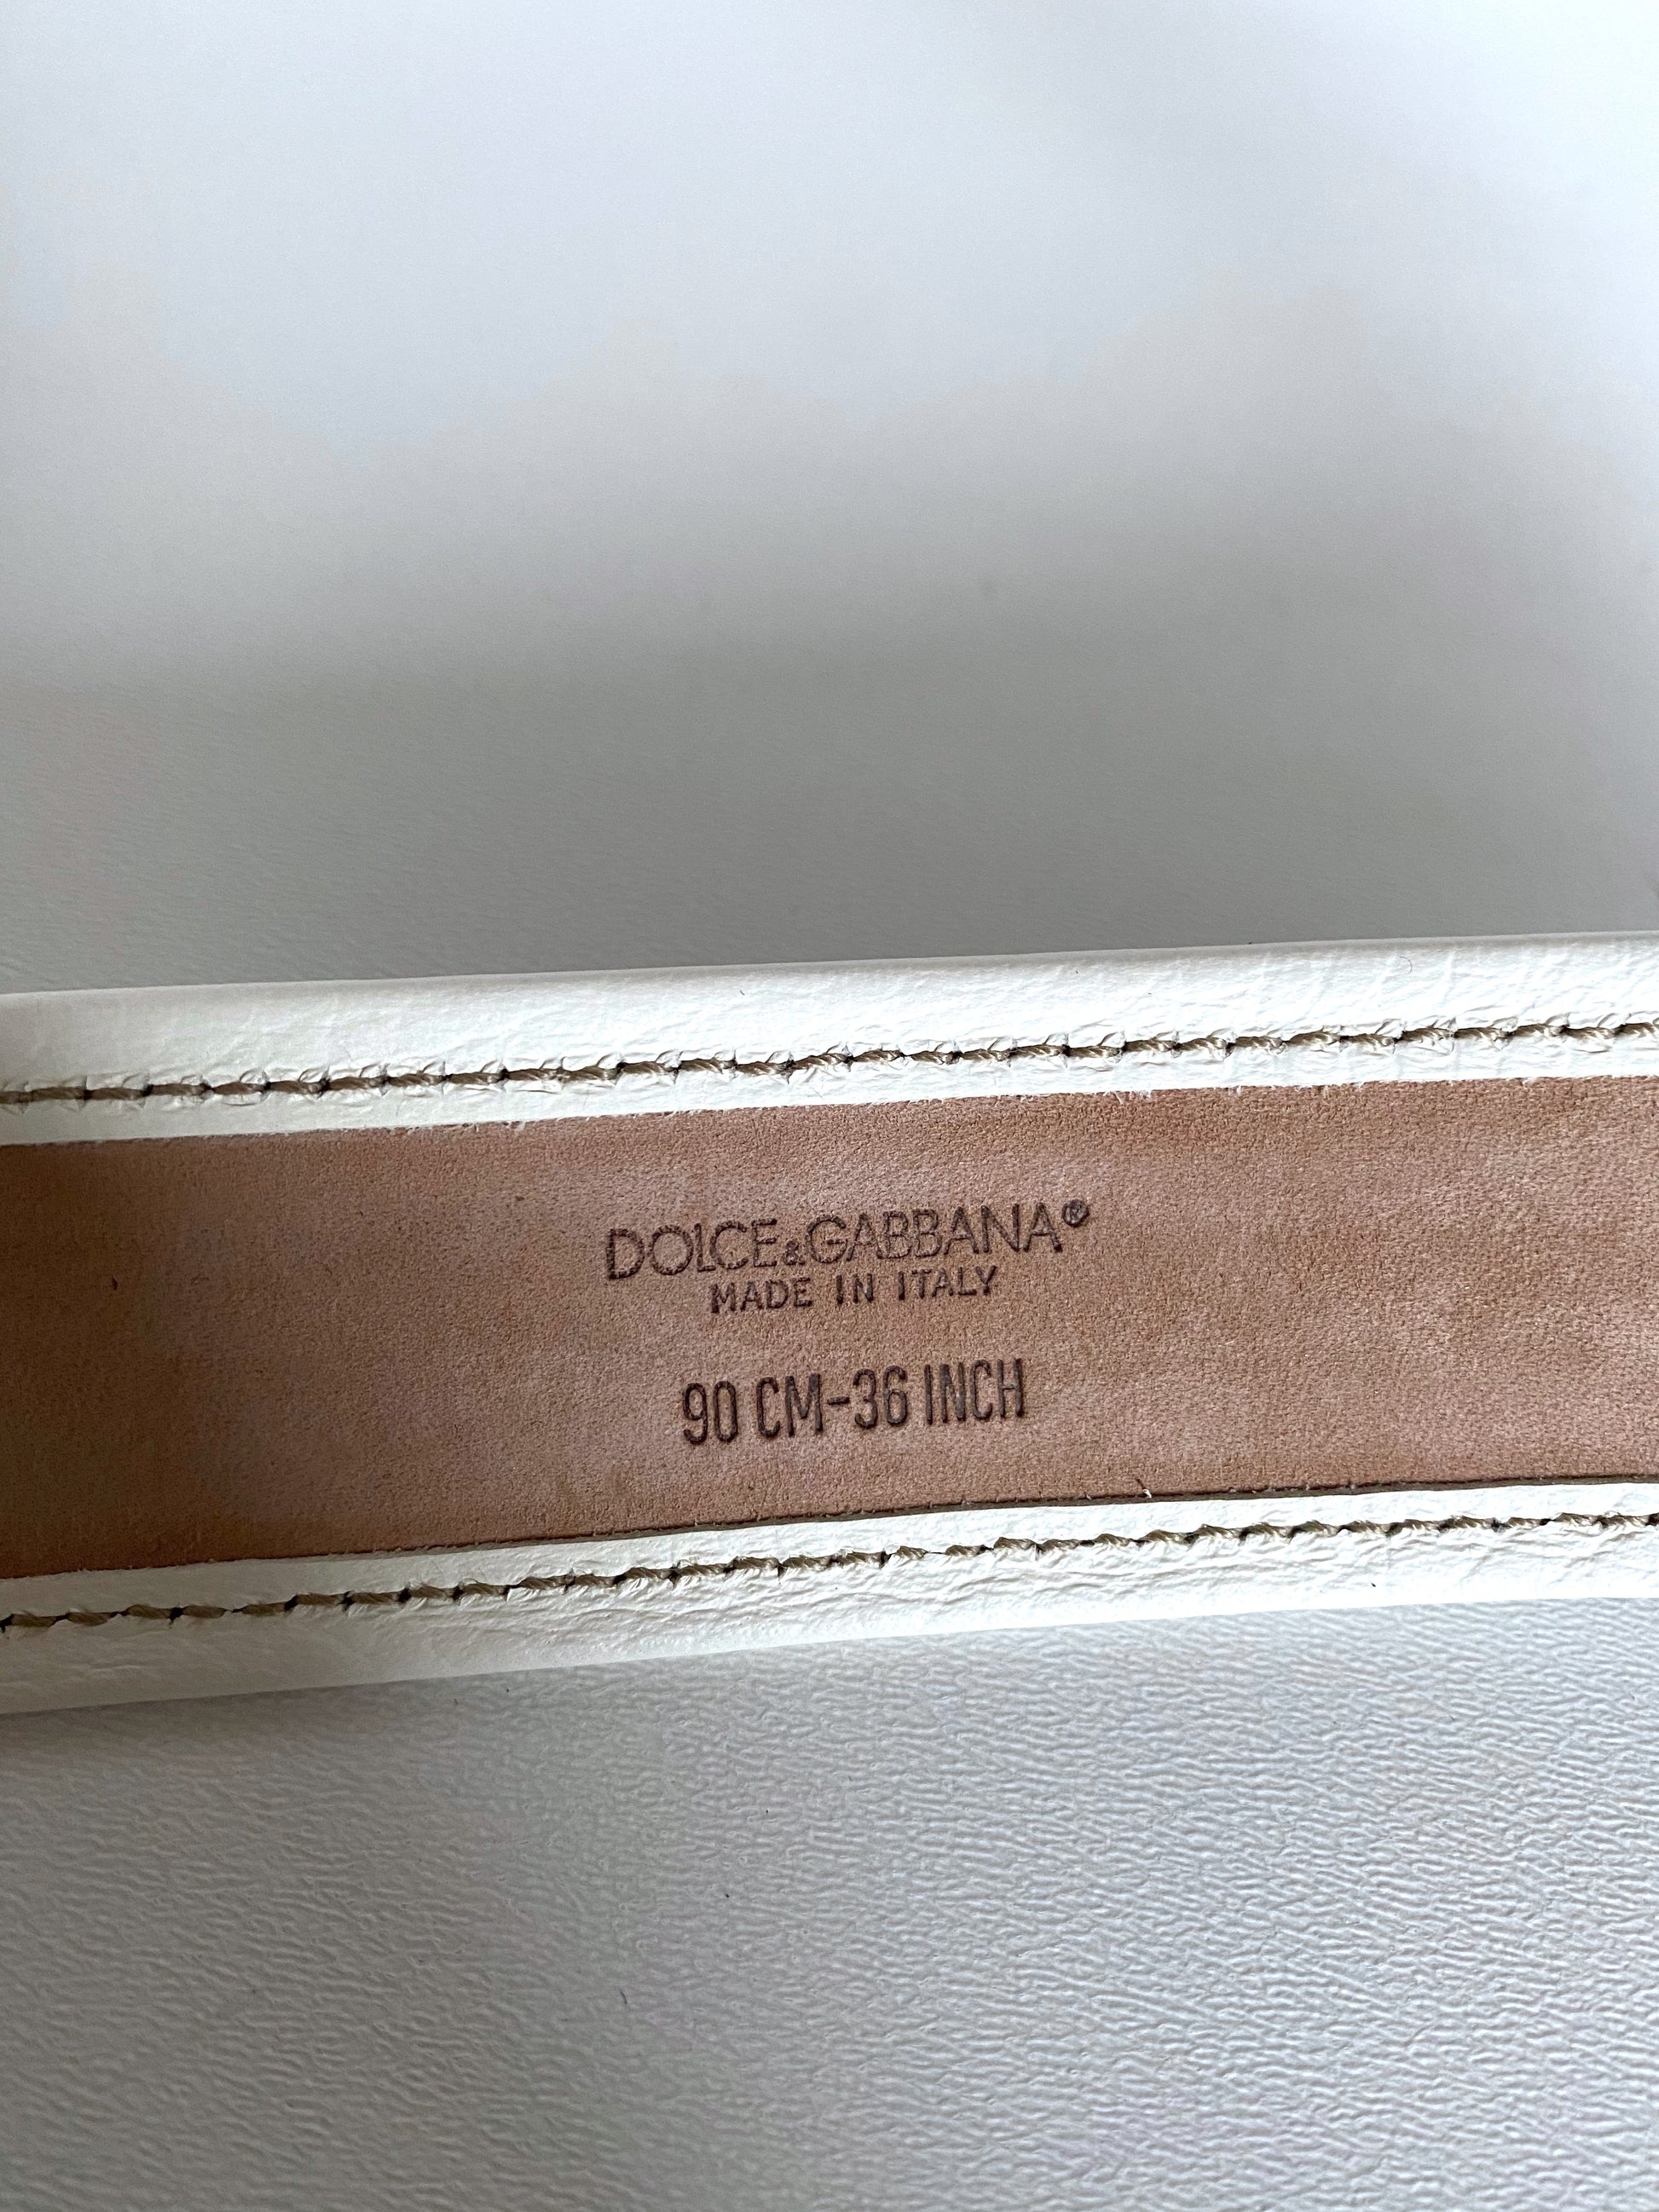 DOLCE&GABBANA®
MADE IN ITALY
90 CM-36 INCH